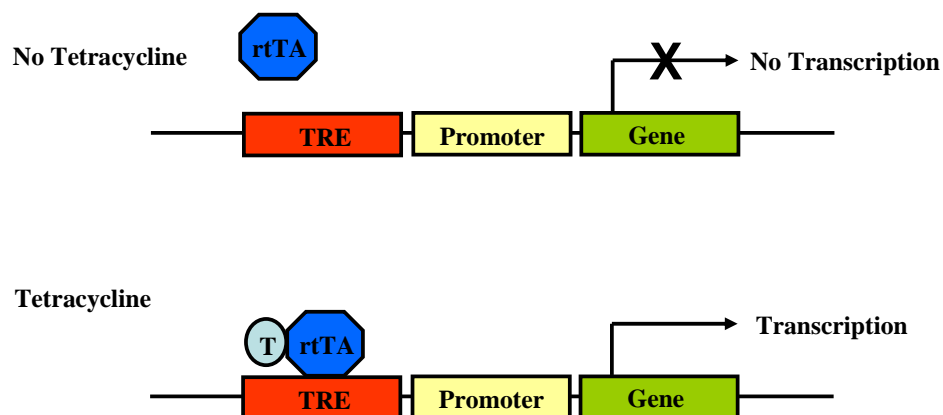 rtTA
No Tetracycline
X
No Transcription
TRE
Promoter
Gene
Tetracycline
T
rtTA
Transcription
TRE
Promoter
Gene